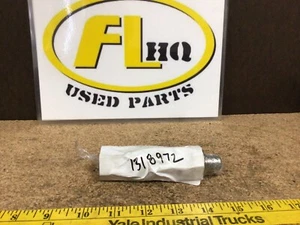 FL HQ
USED PARTS
1318972
Yale Industrial Trucks